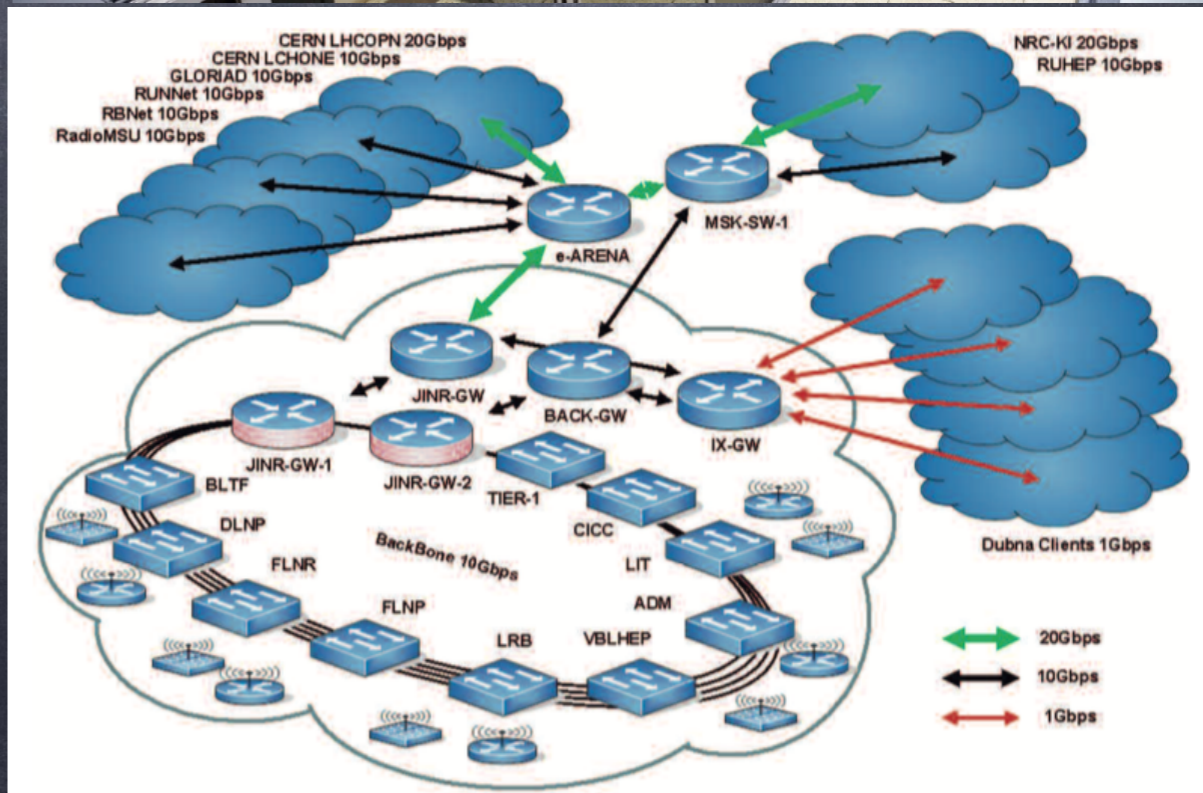 CERN LHCOPN 20Gbps
CERN LCHONE 10Gbps
GLORIAD 10Gbps
RUNNet 10Gbps
RBNet 10Gbps
RadioMSU 10Gbps
NRC-KI 20Gbps
RUHEP 10Gbps
MSK-SW-1
e-ARENA
JINR-GW
BACK-GW
IX-GW
JINR-GW-1
JINR-GW-2
TIER-1
BLTF
CICC
DLNP
BackBone 10Gbps
LIT
Dubna Clients 1Gbps
FLNR
FLNP
ADM
LRB
VBLHEP
20Gbps
10Gbps
1Gbps